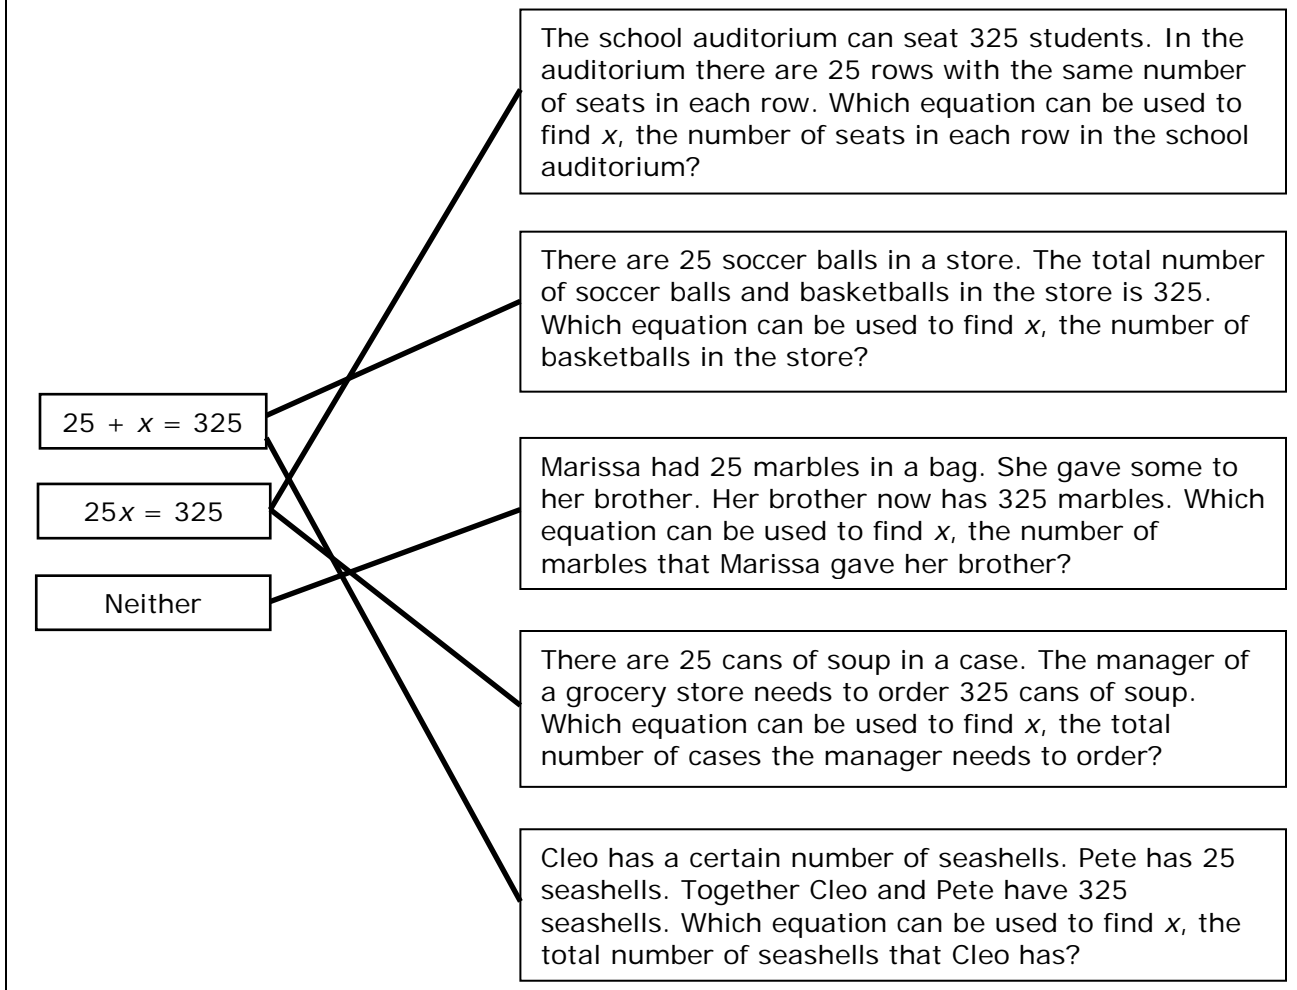 The school auditorium can seat 325 students. In the
auditorium there are 25 rows with the same number
of seats in each row. Which equation can be used to
find x, the number of seats in each row in the school
auditorium?
There are 25 soccer balls in a store. The total number
of soccer balls and basketballs in the store is 325.
Which equation can be used to find x, the number of
basketballs in the store?
25 + x = 325
25x = 325
Neither
Marissa had 25 marbles in a bag. She gave some to
her brother. Her brother now has 325 marbles. Which
equation can be used to find x, the number of
marbles that Marissa gave her brother?
There are 25 cans of soup in a case. The manager of
a grocery store needs to order 325 cans of soup.
Which equation can be used to find x, the total
number of cases the manager needs to order?
Cleo has a certain number of seashells. Pete has 25
seashells. Together Cleo and Pete have 325
seashells. Which equation can be used to find x, the
total number of seashells that Cleo has?